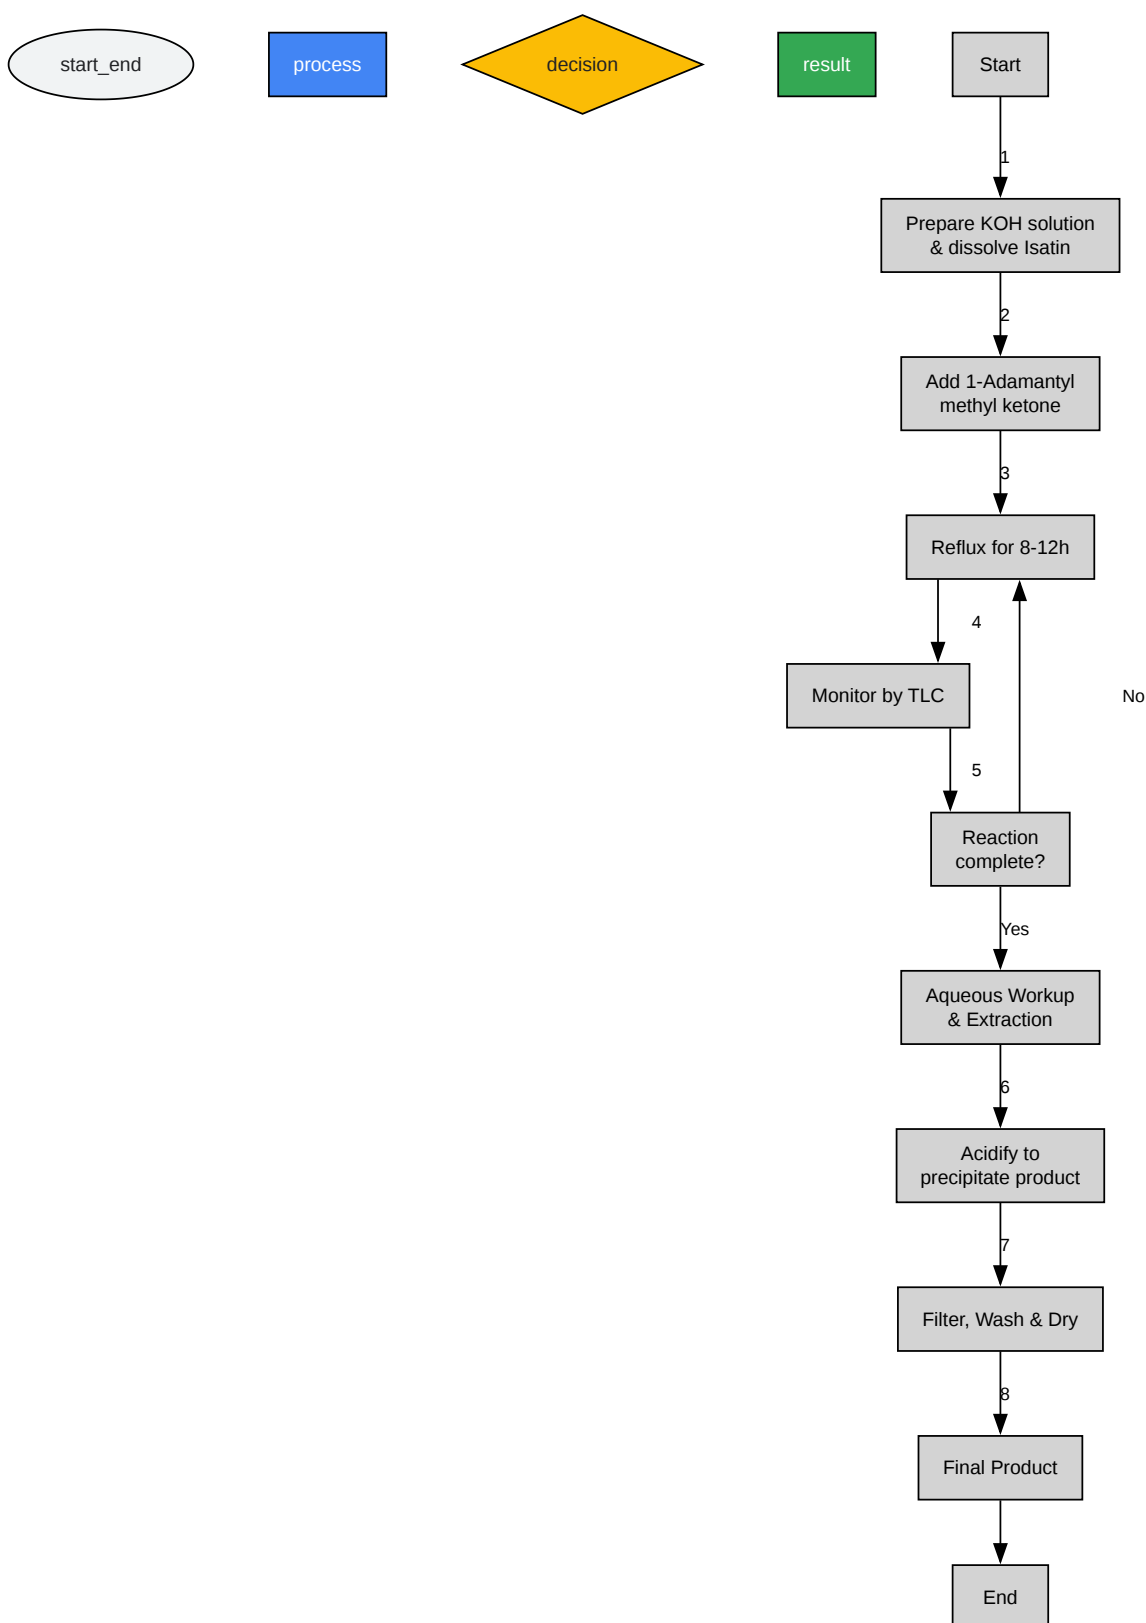 start_end
process
decision
result
Start
1
Prepare KOH solution
& dissolve Isatin
2
Add 1-Adamantyl
methyl ketone
3
Reflux for 8-12h
4
Monitor by TLC
No
5
Reaction
complete?
Yes
Aqueous Workup
& Extraction
6
Acidify to
precipitate product
7
Filter, Wash & Dry
8
Final Product
End